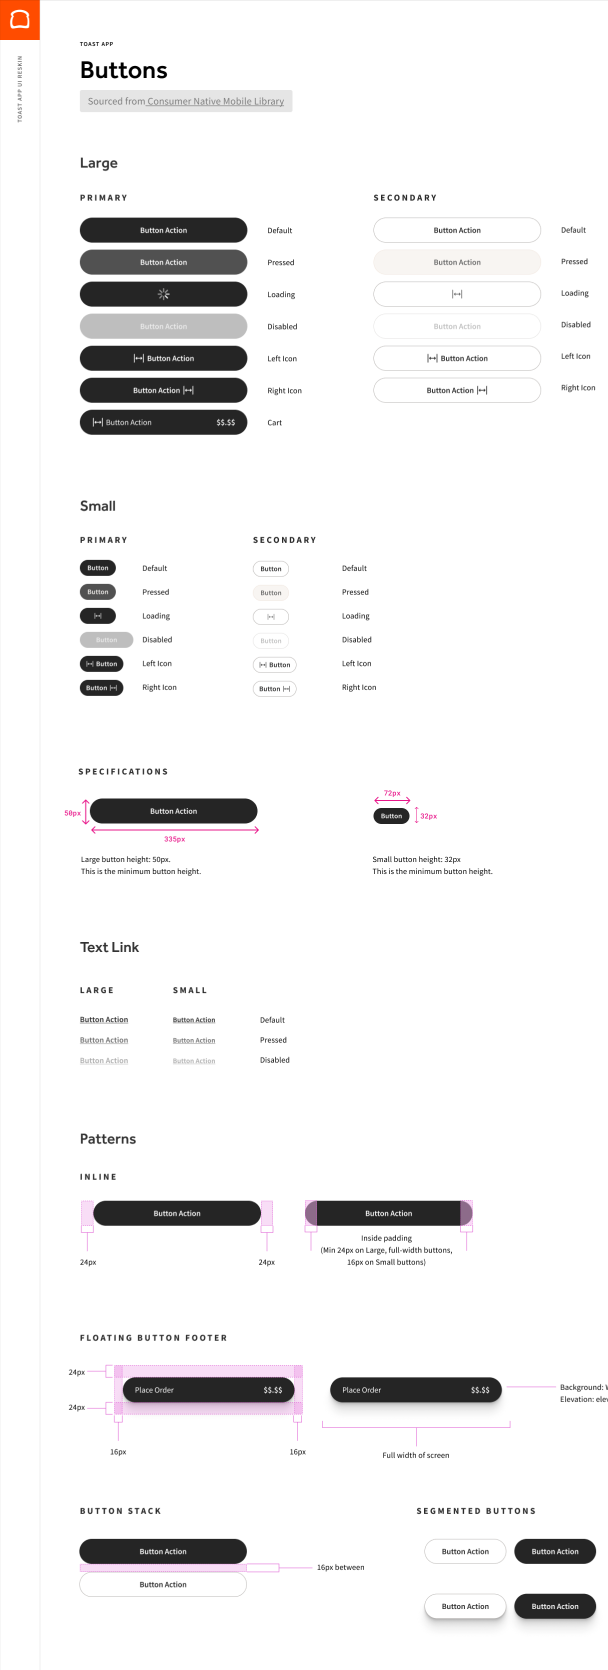 TOAST APP UI RESKIN
TOAST APP
Buttons
Sourced from Consumer Native Mobile Library
Large
PRIMARY
Button Action
Default
Button Action
Pressed
Loading
Button Action
Disabled
Button Action
Left Icon
Button Action
Right Icon
Button Action $$.$$
Cart
SECONDARY
Button Action
Default
Button Action
Pressed
Loading
Button Action
Disabled
Button Action
Left Icon
Button Action
Right Icon
Small
PRIMARY
Button
Default
Button
Pressed
Loading
Button
Disabled
Button
Left Icon
Button
Right Icon
SECONDARY
Button
Default
Button
Pressed
Loading
Button
Disabled
Button
Left Icon
Button
Right Icon
SPECIFICATIONS
50px
Button Action
335px
Large button height: 50px.
This is the minimum button height.
72px
Button
32px
Small button height: 32px
This is the minimum button height.
Text Link
LARGE SMALL
Button Action Button Action Default
Button Action Button Action Pressed
Button Action Button Action Disabled
Patterns
INLINE
Button Action
24px 24px
Button Action
Inside padding
(Min 24px on Large, full-width buttons,
16px on Small buttons)
FLOATING BUTTON FOOTER
24px
Place Order $$.$$
24px
16px 16px
Place Order $$.$$
Full width of screen
Background:
Elevation:
BUTTON STACK
Button Action
16px between
Button Action
SEGMENTED BUTTONS
Button Action Button Action
Button Action Button Action